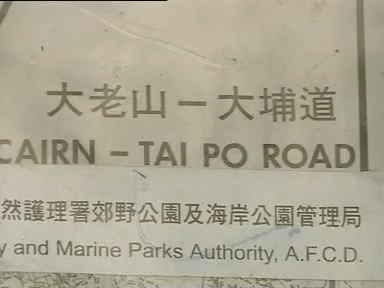 大老山－大埔道
CAIRN – TAI PO ROAD
然護理署郊野公園及海岸公園管理局
y and Marine Parks Authority, A.F.C.D.